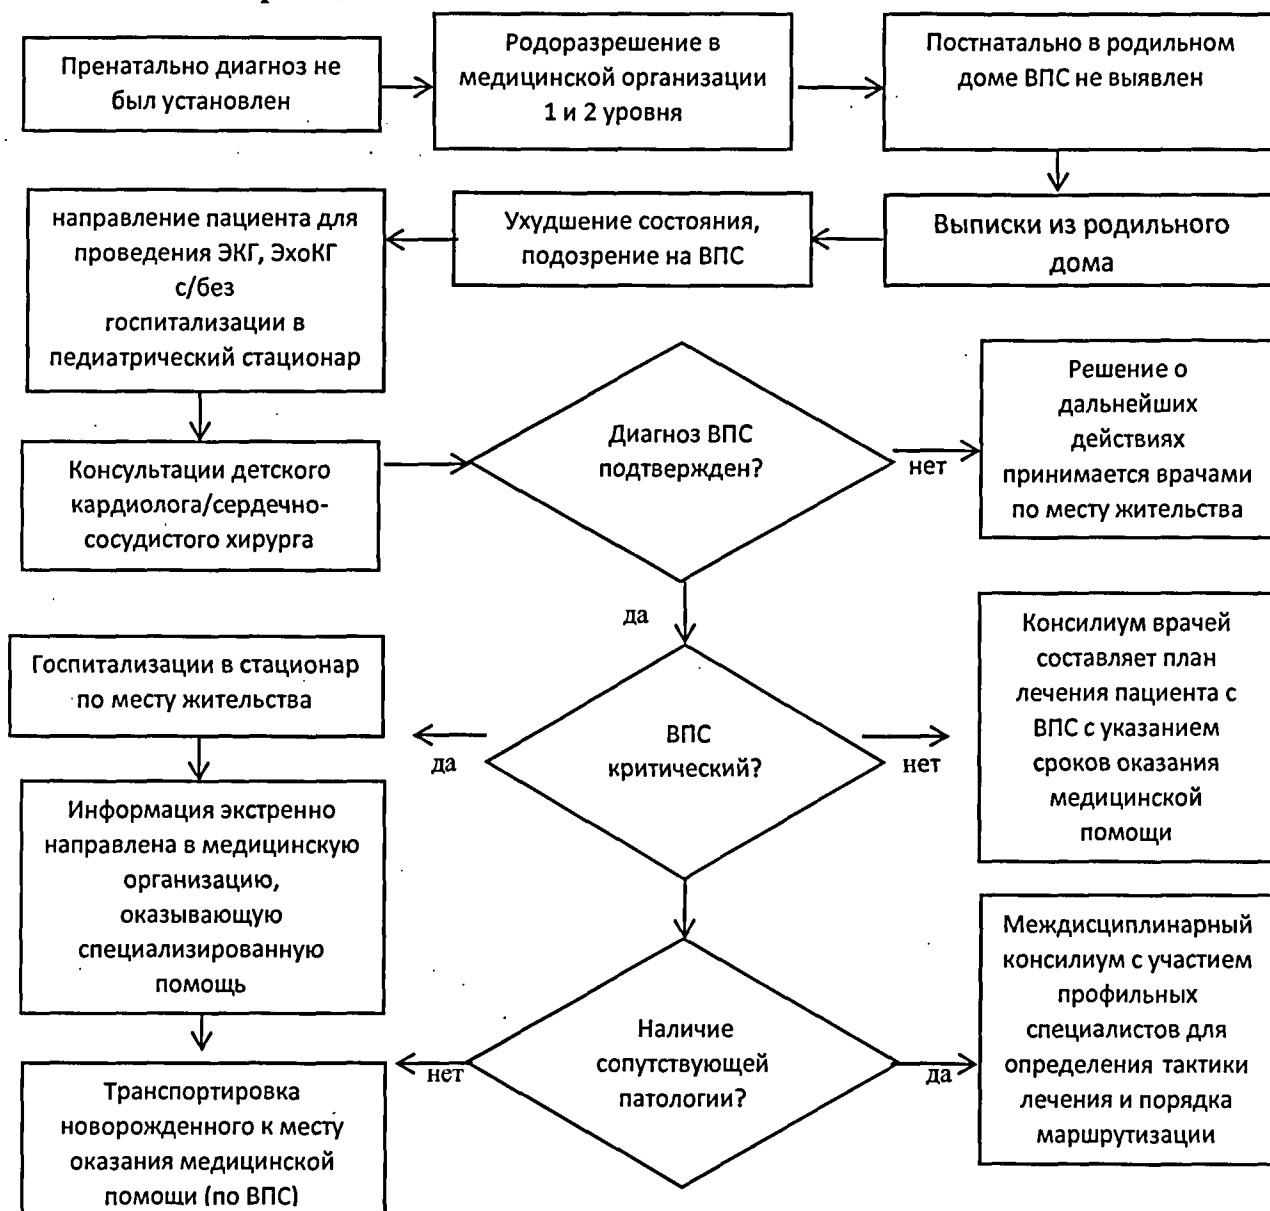 Пренатально диагноз не
был установлен
Родоразрешение в
медицинской организации
1 и 2 уровня
Постнатально в родильном
доме ВПС не выявлен
Выписки из родильного
дома
Ухудшение состояния,
подозрение на ВПС
направление пациента для
проведения ЭКГ, ЭхоКГ
с/без
госпитализации в
педиатрический стационар
Консультации детского
кардиолога/сердечно-
сосудистого хирурга
Диагноз ВПС
подтвержден?
нет
Решение о
дальнейших
действиях
принимается врачами
по месту жительства
да
ВПС
критический?
да
нет
Госпитализации в стационар
по месту жительства
Консилиум врачей
составляет план
лечения пациента с
ВПС с указанием
сроков оказания
медицинской
помощи
Информация экстренно
направлена в медицинскую
организацию,
оказывающую
специализированную
помощь
Наличие
сопутствующей
патологии?
нет
да
Междисциплинарный
консилиум с участием
профильных
специалистов для
определения тактики
лечения и порядка
маршрутизации
Транспортировка
новорожденного к месту
оказания медицинской
помощи (по ВПС)